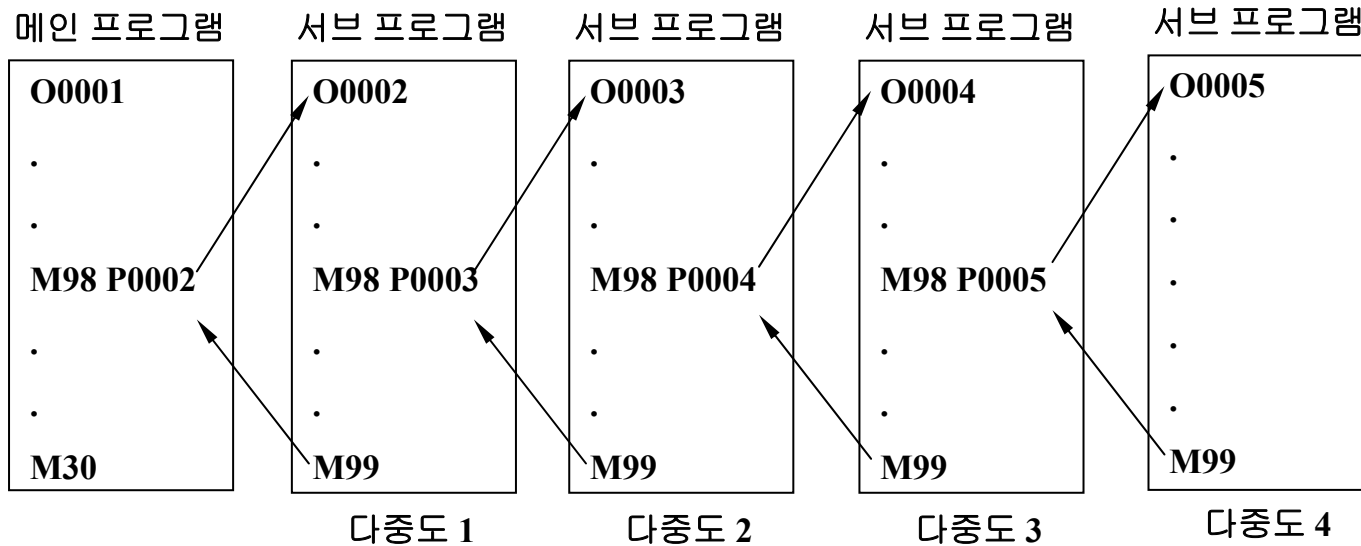 메인 프로그램
O0001
.
.
M98 P0002
.
.
M30
서브 프로그램
O0002
.
.
M98 P0003
.
.
M99
다중도 1
서브 프로그램
O0003
.
.
M98 P0004
.
.
M99
다중도 2
서브 프로그램
O0004
.
.
M98 P0005
.
.
M99
다중도 3
서브 프로그램
O0005
.
.
.
.
.
M99
다중도 4